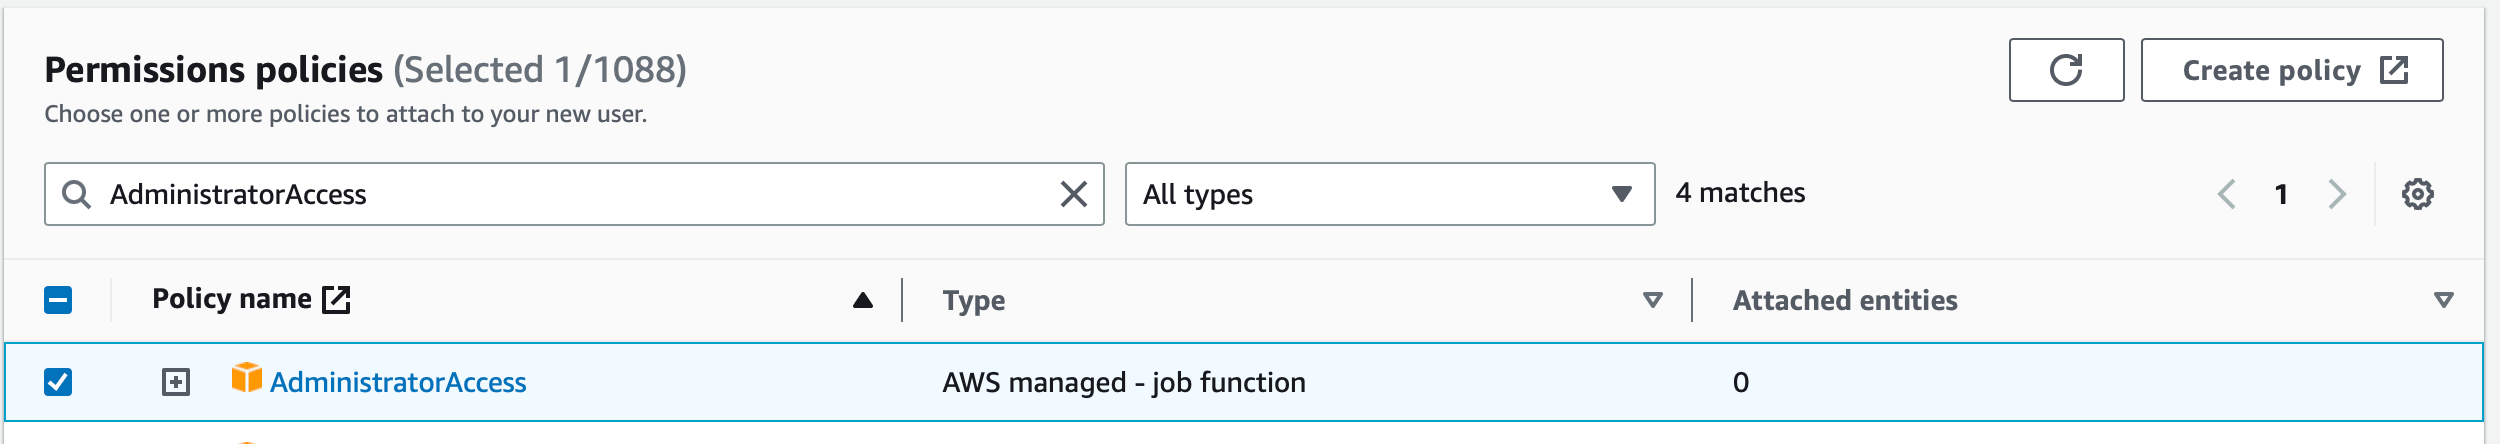 Permissions policies (Selected 1/1088)
Create policy
Choose one or more policies to attach to your new user.
AdministratorAccess
All types
4 matches
1
Policy name
Type
Attached entities
AdministratorAccess
AWS managed - job function
0